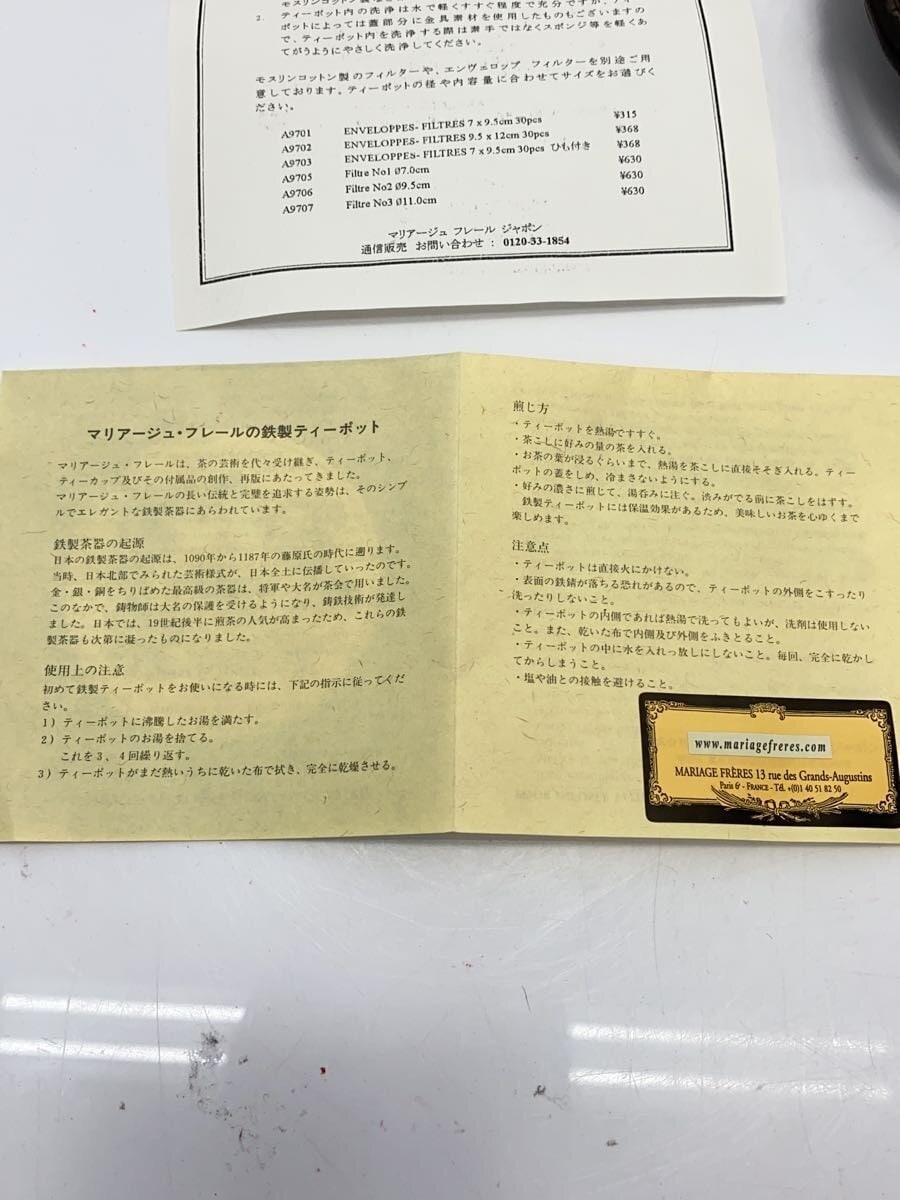 2. ティーポット内の洗浄は水で軽くすすぐ程度で充分ですが、ティー
ポットによっては蓋部分に金具素材を使用したものもございますの
で、ティーポット内を洗浄する際は素手ではなくスポンジ等を軽くあ
てがうようにやさしく洗浄してください。
モスリンコットン製のフィルターや、エンヴェロップ フィルターを別途ご用
意しております。ティーポットの径や内容量に合わせてサイズをお選びく
ださい。
A9701 ENVELOPPES- FILTRES 7 x 9.5cm 30pcs ¥315
A9702 ENVELOPPES- FILTRES 9.5 x 12cm 30pcs ¥368
A9703 ENVELOPPES- FILTRES 7 x 9.5cm 30pcs ひも付き ¥368
A9705 Filtre No1 Ø7.0cm ¥630
A9706 Filtre No2 Ø9.5cm ¥630
A9707 Filtre No3 Ø11.0cm ¥630
マリアージュ フレール ジャポン
通信販売 お問い合わせ : 0120-33-1854
マリアージュ・フレールの鉄製ティーポット
マリアージュ・フレールは、茶の芸術を代々受け継ぎ、ティーポット、
ティーカップ及びその付属品の創作、再版にあたってきました。
マリアージュ・フレールの長い伝統と完璧を追求する姿勢は、そのシンプ
ルでエレガントな鉄製茶器にあらわれています。
鉄製茶器の起源
日本の鉄製茶器の起源は、1090年から1187年の藤原氏の時代に遡ります。
当時、日本北部でみられた芸術様式が、日本全土に伝播していったのです。
金・銀・銅をちりばめた最高級の茶器は、将軍や大名が茶会で用いました。
このなかで、鋳物師は大名の保護を受けるようになり、鋳鉄技術が発達し
ました。日本では、19世紀後半に煎茶の人気が高まったため、これらの鉄
製茶器も次第に凝ったものになりました。
使用上の注意
初めて鉄製ティーポットをお使いになる時には、下記の指示に従ってくだ
さい。
1) ティーポットに沸騰したお湯を満たす。
2) ティーポットのお湯を捨てる。
これを3、4回繰り返す。
3) ティーポットがまだ熱いうちに乾いた布で拭き、完全に乾燥させる。
煎じ方
・ティーポットを熱湯ですすぐ。
・茶こしに好みの量の茶を入れる。
・お茶の葉が浸るぐらいまで、熱湯を茶こしに直接そそぎ入れる。ティー
ポットの蓋をしめ、冷まさないようにする。
・好みの濃さに煎じて、湯呑みに注ぐ。渋みがでる前に茶こしをはずす。
鉄製ティーポットには保温効果があるため、美味しいお茶を心ゆくまで
楽しめます。
注意点
・ティーポットは直接火にかけない。
・表面の鉄錆が落ちる恐れがあるので、ティーポットの外側をこすったり
洗ったりしないこと。
・ティーポットの内側であれば熱湯で洗ってもよいが、洗剤は使用しない
こと。また、乾いた布で内側及び外側をふきとること。
・ティーポットの中に水を入れっ放しにしないこと。毎回、完全に乾かし
てからしまうこと。
・塩や油との接触を避けること。
www.mariagefreres.com
MARIAGE FRÈRES 13 rue des Grands-Augustins
Paris 6e - FRANCE - Tél. +(0)1 40 51 82 50